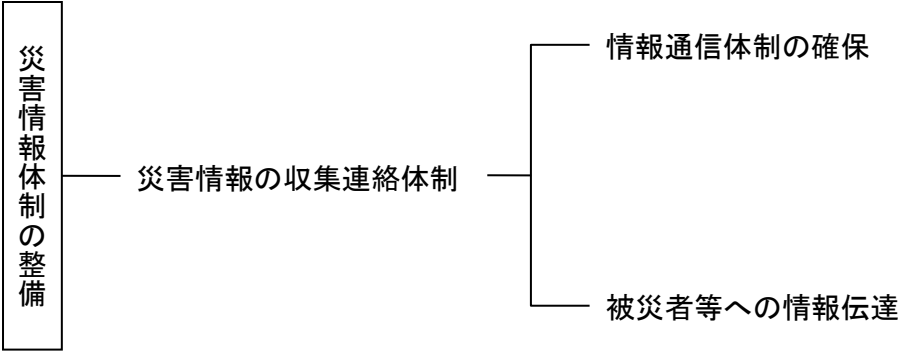 災害情報体制の整備
災害情報の収集連絡体制
情報通信体制の確保
被災者等への情報伝達